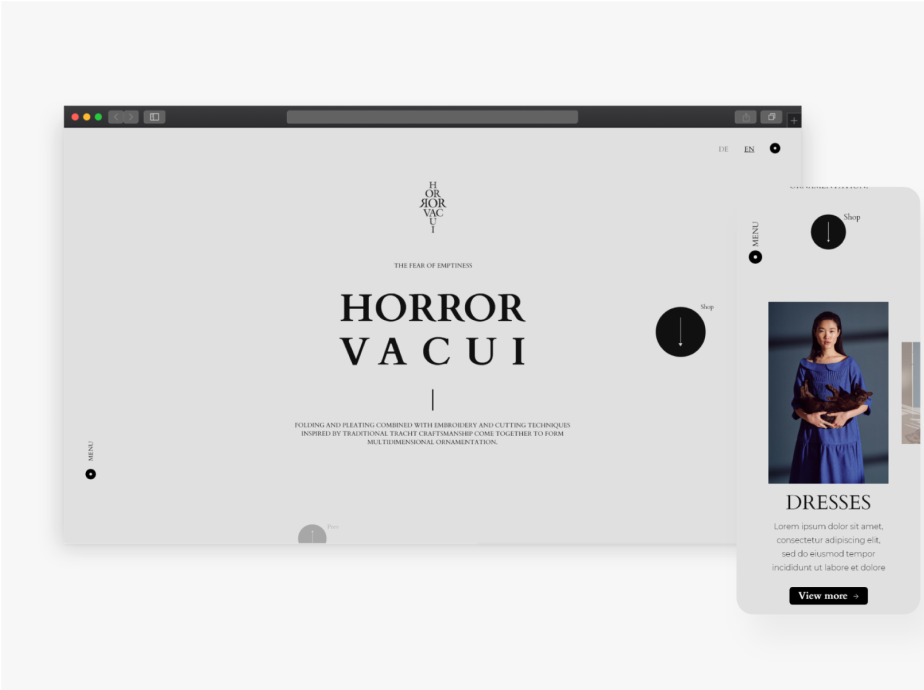 DE EN
H
OR
ROR
VAC
U
I
THE FEAR OF EMPTINESS
HORROR
VACUI
Shop
FOLDING AND PLEATING COMBINED WITH EMBROIDERY AND CUTTING TECHNIQUES
INSPIRED BY TRADITIONAL TRACHT CRAFTSMANSHIP COME TOGETHER TO FORM
MULTIDIMENSIONAL ORNAMENTATION.
MENU
Shop
MENU
DRESSES
Lorem ipsum dolor sit amet,
consectetur adipiscing elit,
sed do eiusmod tempor
incididunt ut labore et dolore
View more →